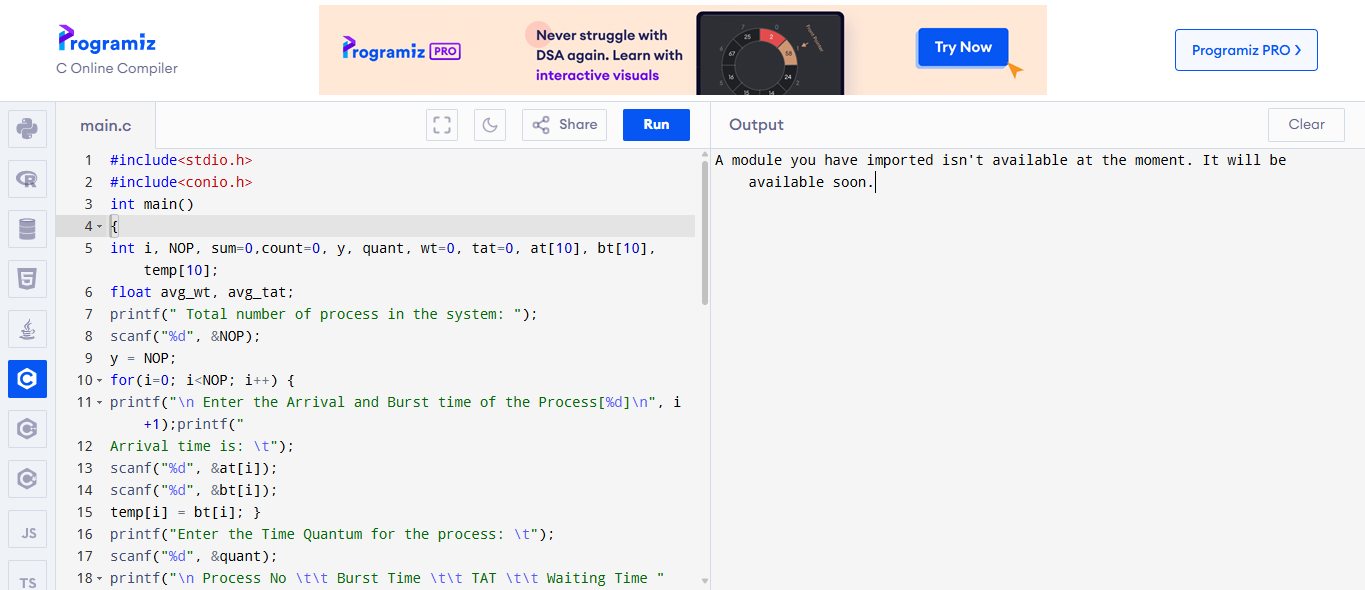 Programiz
C Online Compiler
Programiz PRO
Never struggle with
DSA again. Learn with
interactive visuals
Try Now
Programiz PRO
main.c
Share
Run
Output
Clear
1 #include<stdio.h>
2 #include<conio.h>
3 int main()
4 {
5 int i, NOP, sum=0,count=0, y, quant, wt=0, tat=0, at[10], bt[10],
temp[10];
6 float avg_wt, avg_tat;
7 printf(" Total number of process in the system: ");
8 scanf("%d", &NOP);
9 y = NOP;
10 for(i=0; i<NOP; i++) {
11 printf("\n Enter the Arrival and Burst time of the Process[%d]\n", i
+1);printf("
12 Arrival time is: \t");
13 scanf("%d", &at[i]);
14 scanf("%d", &bt[i]);
15 temp[i] = bt[i]; }
16 printf("Enter the Time Quantum for the process: \t");
17 scanf("%d", &quant);
18 printf("\n Process No \t\t Burst Time \t\t TAT \t\t Waiting Time "
A module you have imported isn't available at the moment. It will be
available soon.
JS
TS